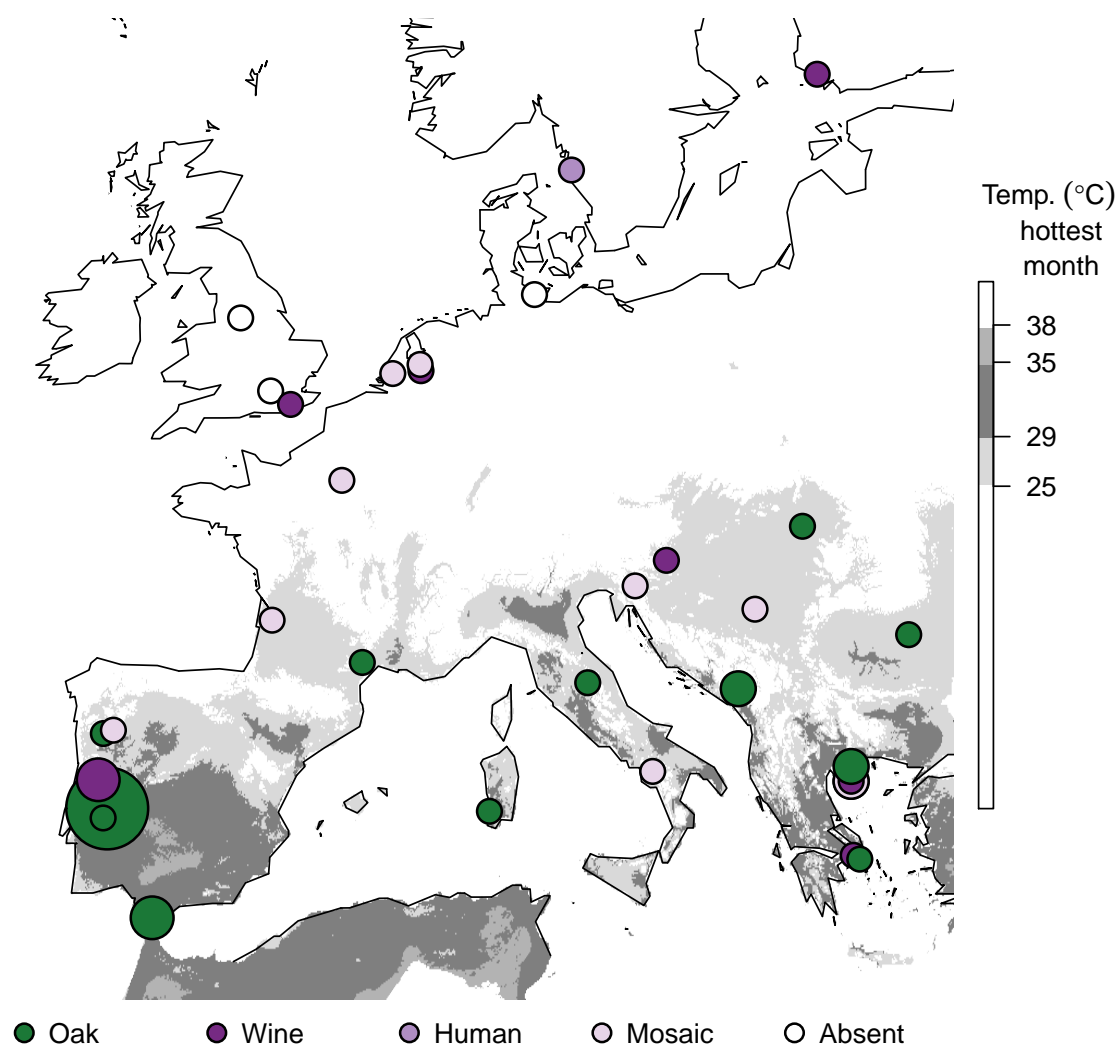 Temp. (°C)
hottest
month
38
35
29
25
Oak
Wine
Human
Mosaic
Absent